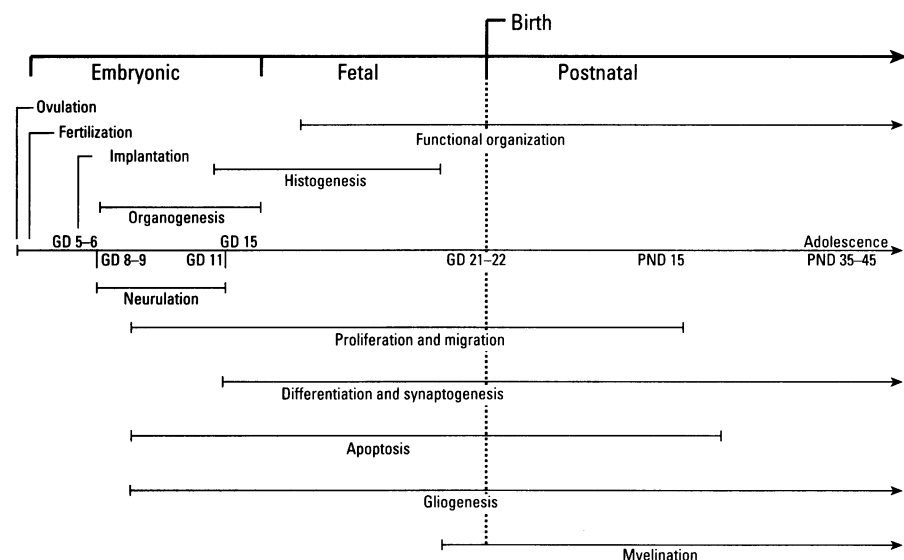 Birth
Embryonic Fetal Postnatal
Ovulation
Fertilization
Functional organization
Implantation
Histogenesis
Organogenesis
GD 5–6 GD 15 Adolescence
GD 8–9 GD 11 GD 21–22 PND 15 PND 35–45
Neurulation
Proliferation and migration
Differentiation and synaptogenesis
Apoptosis
Gliogenesis
Myelination